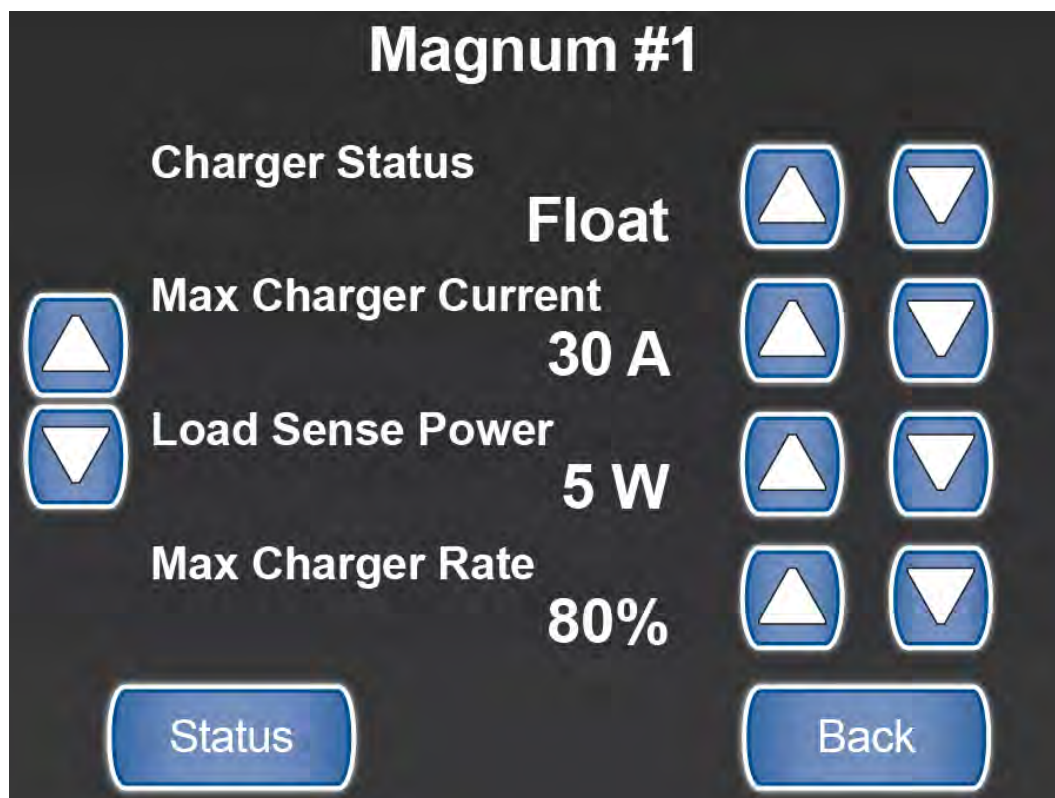 Magnum #1
Charger Status
Float
Max Charger Current
30 A
Load Sense Power
5 W
Max Charger Rate
80%
Status
Back